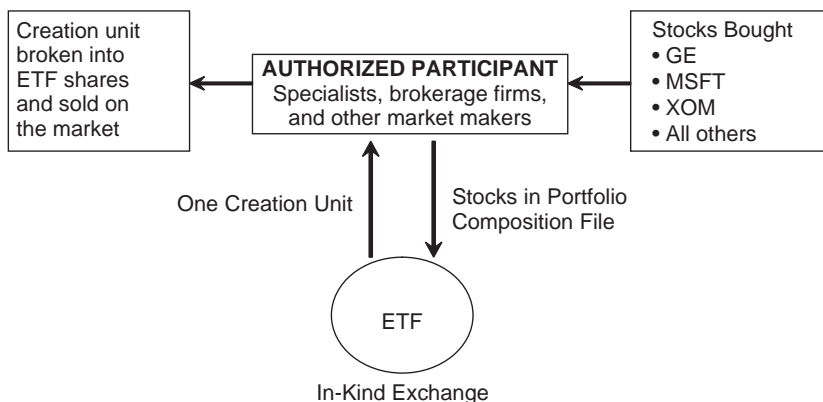 Creation unit
broken into
ETF shares
and sold on
the market
AUTHORIZED PARTICIPANT
Specialists, brokerage firms,
and other market makers
Stocks Bought
• GE
• MSFT
• XOM
• All others
One Creation Unit
Stocks in Portfolio
Composition File
ETF
In-Kind Exchange